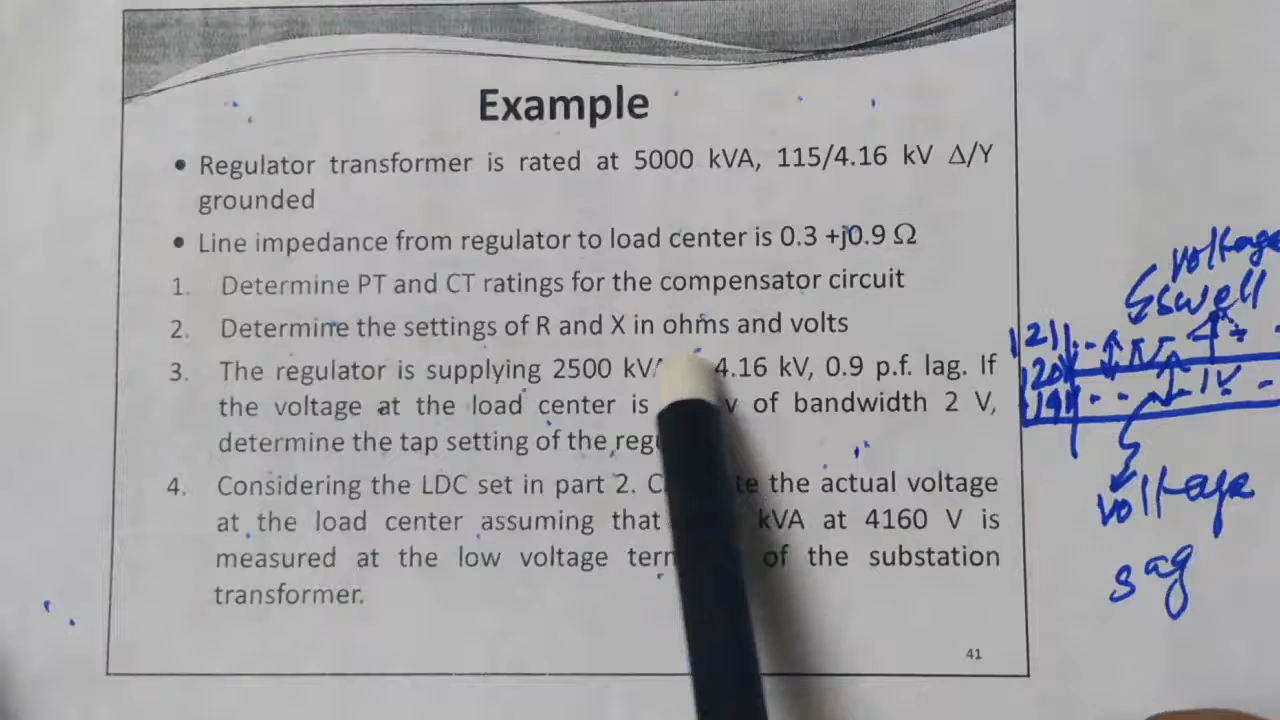 Example
• Regulator transformer is rated at 5000 kVA, 115/4.16 kV Δ/Y
grounded
• Line impedance from regulator to load center is 0.3 +j0.9 Ω
1. Determine PT and CT ratings for the compensator circuit
2. Determine the settings of R and X in ohms and volts
3. The regulator is supplying 2500 4.16 kV, 0.9 p.f. lag. If
the voltage at the load center is of bandwidth 2 V,
determine the tap setting of the
4. Considering the LDC set in part 2. the actual voltage
at the load center assuming that kVA at 4160 V is
measured at the low voltage of the substation
transformer.
41
voltage
swell
121
120
119
1V
voltage
sag